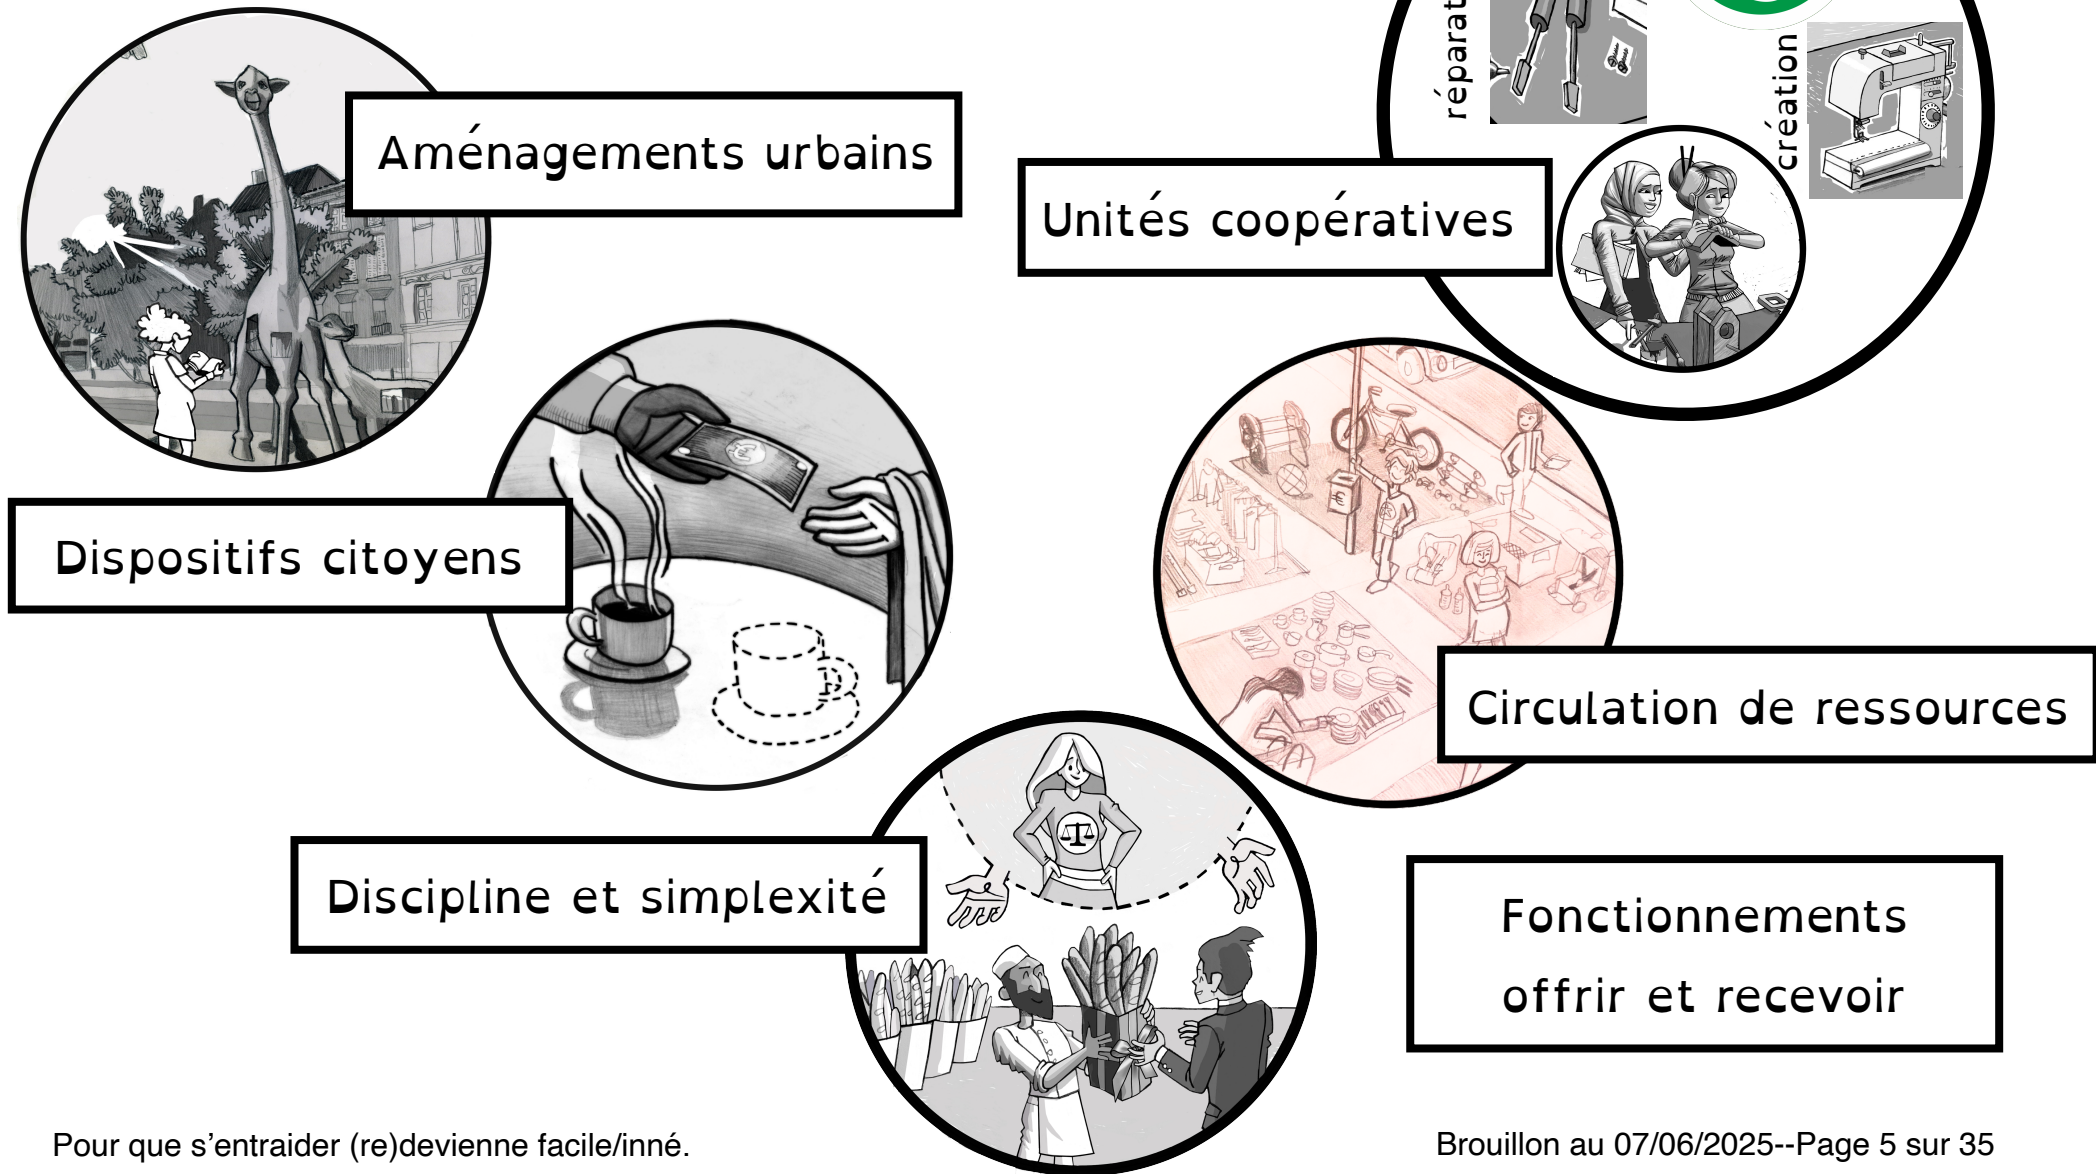 réparat
création
Aménagements urbains
Unités coopératives
Dispositifs citoyens
Circulation de ressources
Discipline et simplexité
Fonctionnements
offrir et recevoir
Pour que s’entraider (re)devienne facile/inné.
Brouillon au 07/06/2025--Page 5 sur 35